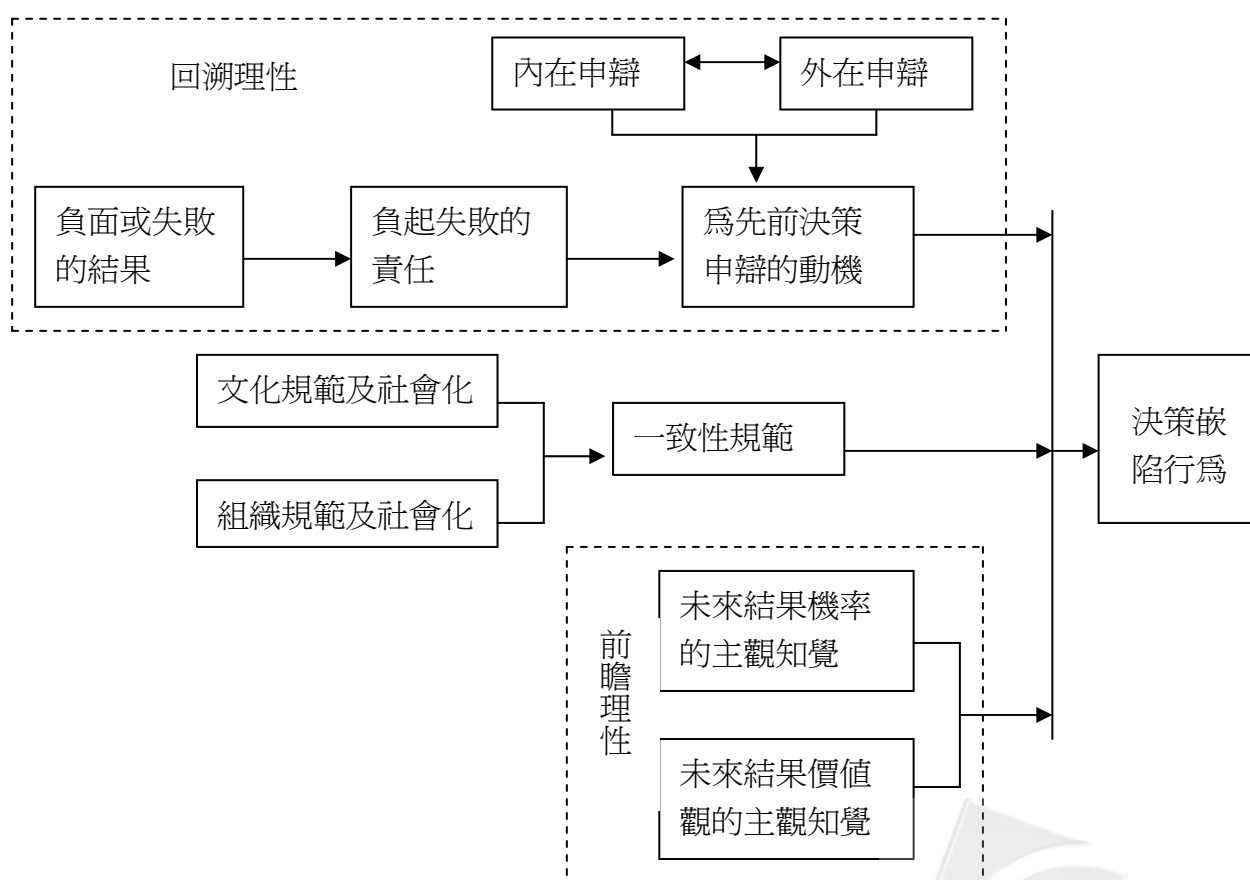 回溯理性
內在申辯
外在申辯
負面或失敗
的結果
負起失敗的
責任
爲先前決策
申辯的動機
文化規範及社會化
組織規範及社會化
一致性規範
決策嵌
陷行爲
前瞻理性
未來結果機率
的主觀知覺
未來結果價值
觀的主觀知覺